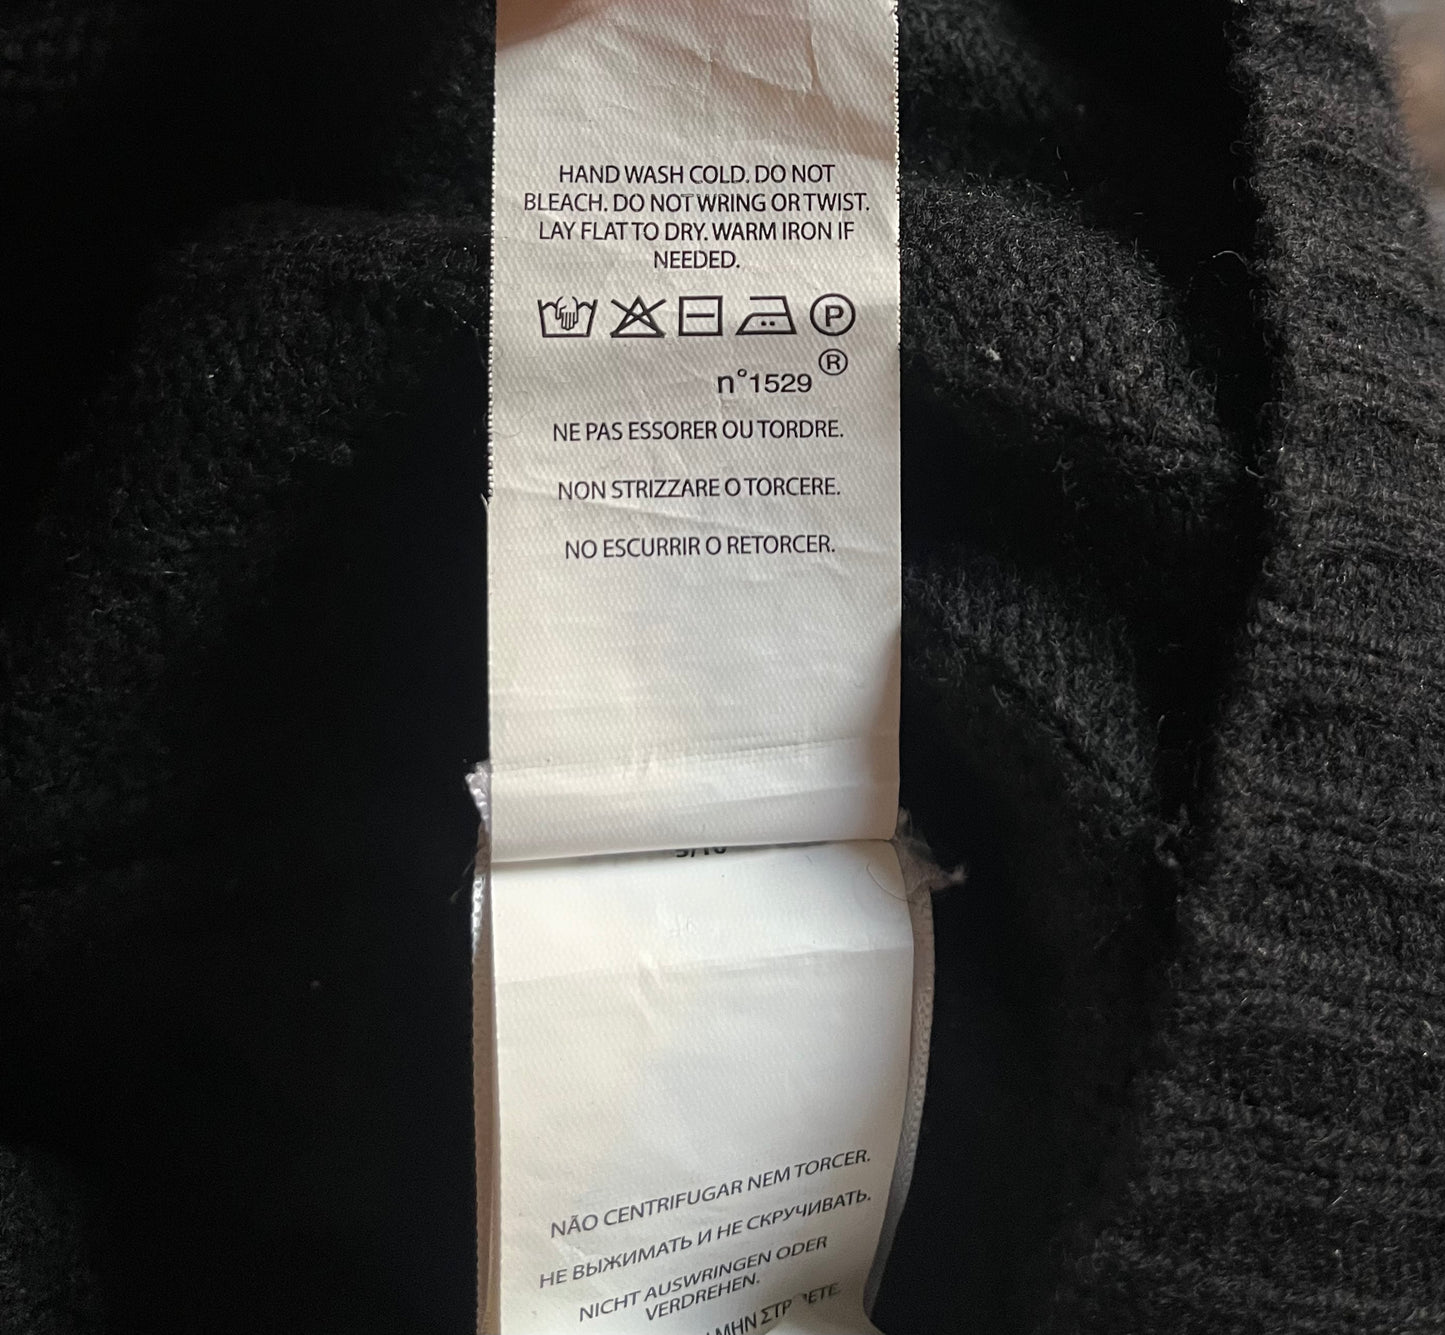 HAND WASH COLD. DO NOT
BLEACH. DO NOT WRING OR TWIST.
LAY FLAT TO DRY. WARM IRON IF
NEEDED.
P
n°1529 ®
NE PAS ESSORER OU TORDRE.
NON STRIZZARE O TORCERE.
NO ESCURRIR O RETORCER.
NÃO CENTRIFUGAR NEM TORCER.
НЕ ВЫЖИМАТЬ И НЕ СКРУЧИВАТЬ.
NICHT AUSWRINGEN ODER
VERDREHEN.